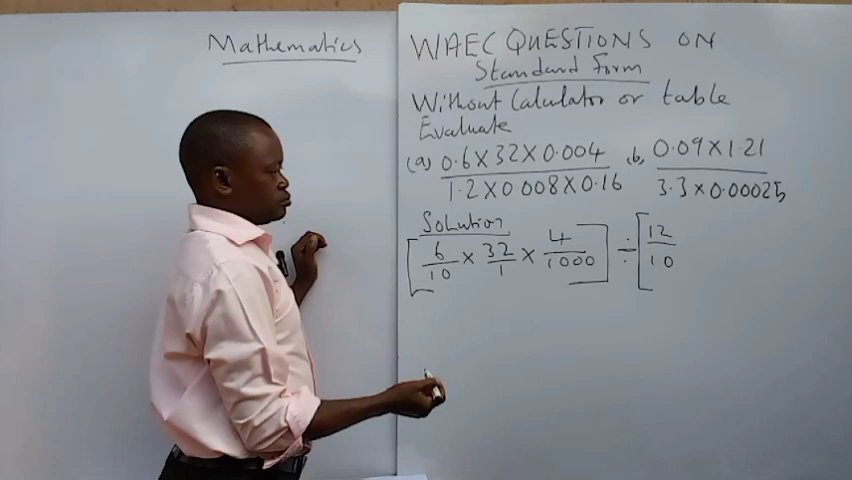 Mathematics
WAEC QUESTIONS ON
Standard Form
Without Calculator or table
Evaluate
(a) 0.6 X 32 X 0.004 (b) 0.09 X 1.21
1.2 X 0.008 X 0.16 3.3 X 0.00025
Solution
[6/10 × 32/1 × 4/1000] ÷ [12/10